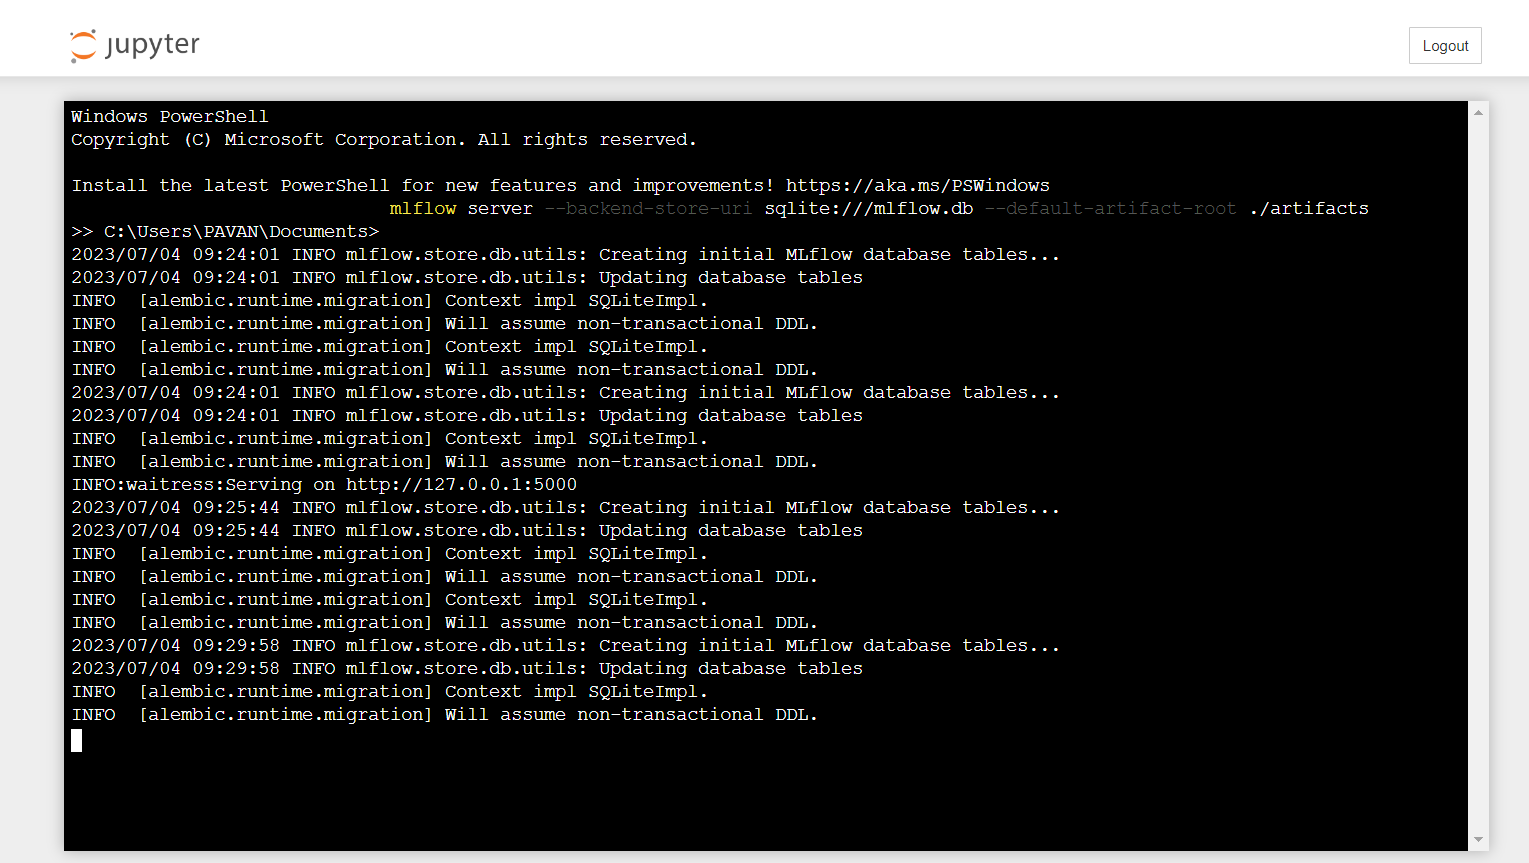 jupyter
Logout
Windows PowerShell
Copyright (C) Microsoft Corporation. All rights reserved.
Install the latest PowerShell for new features and improvements! https://aka.ms/PSWindows
mlflow server --backend-store-uri sqlite:///mlflow.db --default-artifact-root ./artifacts
>> C:\Users\PAVAN\Documents>
2023/07/04 09:24:01 INFO mlflow.store.db.utils: Creating initial MLflow database tables...
2023/07/04 09:24:01 INFO mlflow.store.db.utils: Updating database tables
INFO  [alembic.runtime.migration] Context impl SQLiteImpl.
INFO  [alembic.runtime.migration] Will assume non-transactional DDL.
INFO  [alembic.runtime.migration] Context impl SQLiteImpl.
INFO  [alembic.runtime.migration] Will assume non-transactional DDL.
2023/07/04 09:24:01 INFO mlflow.store.db.utils: Creating initial MLflow database tables...
2023/07/04 09:24:01 INFO mlflow.store.db.utils: Updating database tables
INFO  [alembic.runtime.migration] Context impl SQLiteImpl.
INFO  [alembic.runtime.migration] Will assume non-transactional DDL.
INFO:waitress:Serving on http://127.0.0.1:5000
2023/07/04 09:25:44 INFO mlflow.store.db.utils: Creating initial MLflow database tables...
2023/07/04 09:25:44 INFO mlflow.store.db.utils: Updating database tables
INFO  [alembic.runtime.migration] Context impl SQLiteImpl.
INFO  [alembic.runtime.migration] Will assume non-transactional DDL.
INFO  [alembic.runtime.migration] Context impl SQLiteImpl.
INFO  [alembic.runtime.migration] Will assume non-transactional DDL.
2023/07/04 09:29:58 INFO mlflow.store.db.utils: Creating initial MLflow database tables...
2023/07/04 09:29:58 INFO mlflow.store.db.utils: Updating database tables
INFO  [alembic.runtime.migration] Context impl SQLiteImpl.
INFO  [alembic.runtime.migration] Will assume non-transactional DDL.